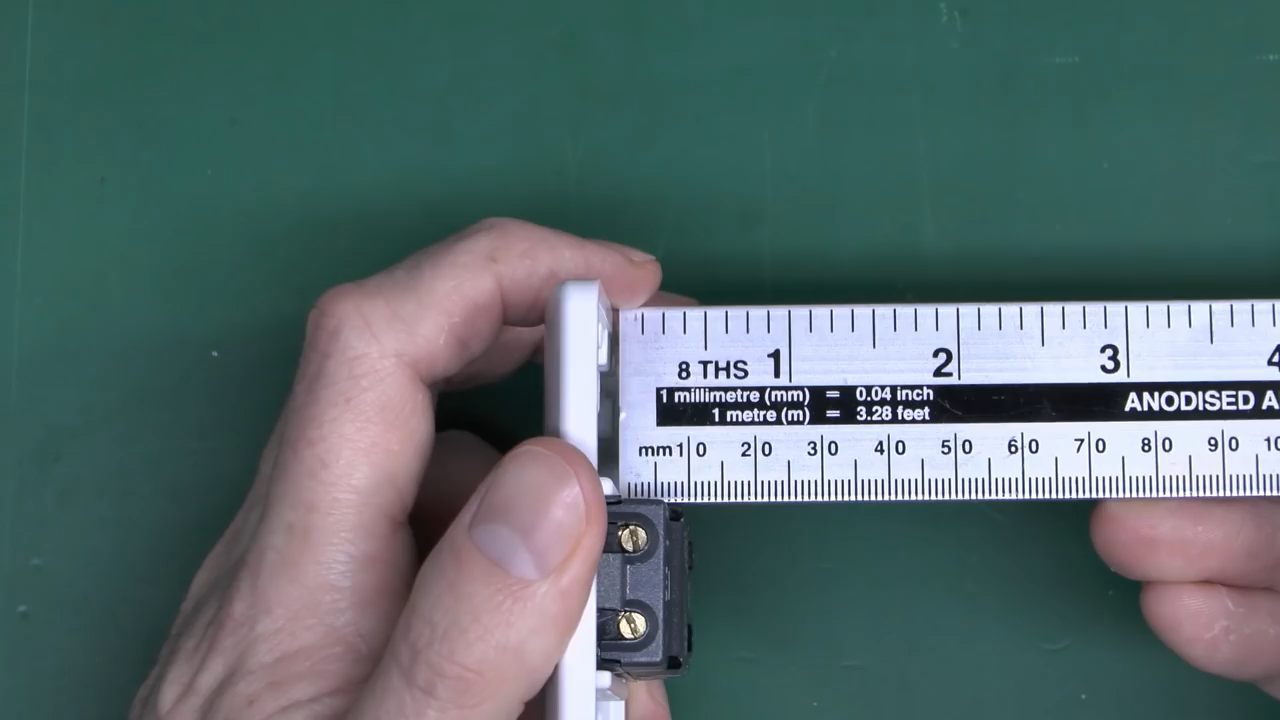 8 THS 1 2 3 4
1 millimetre (mm) = 0.04 inch
1 metre (m) = 3.28 feet
ANODISED A
mm 10 20 30 40 50 60 70 80 90 10